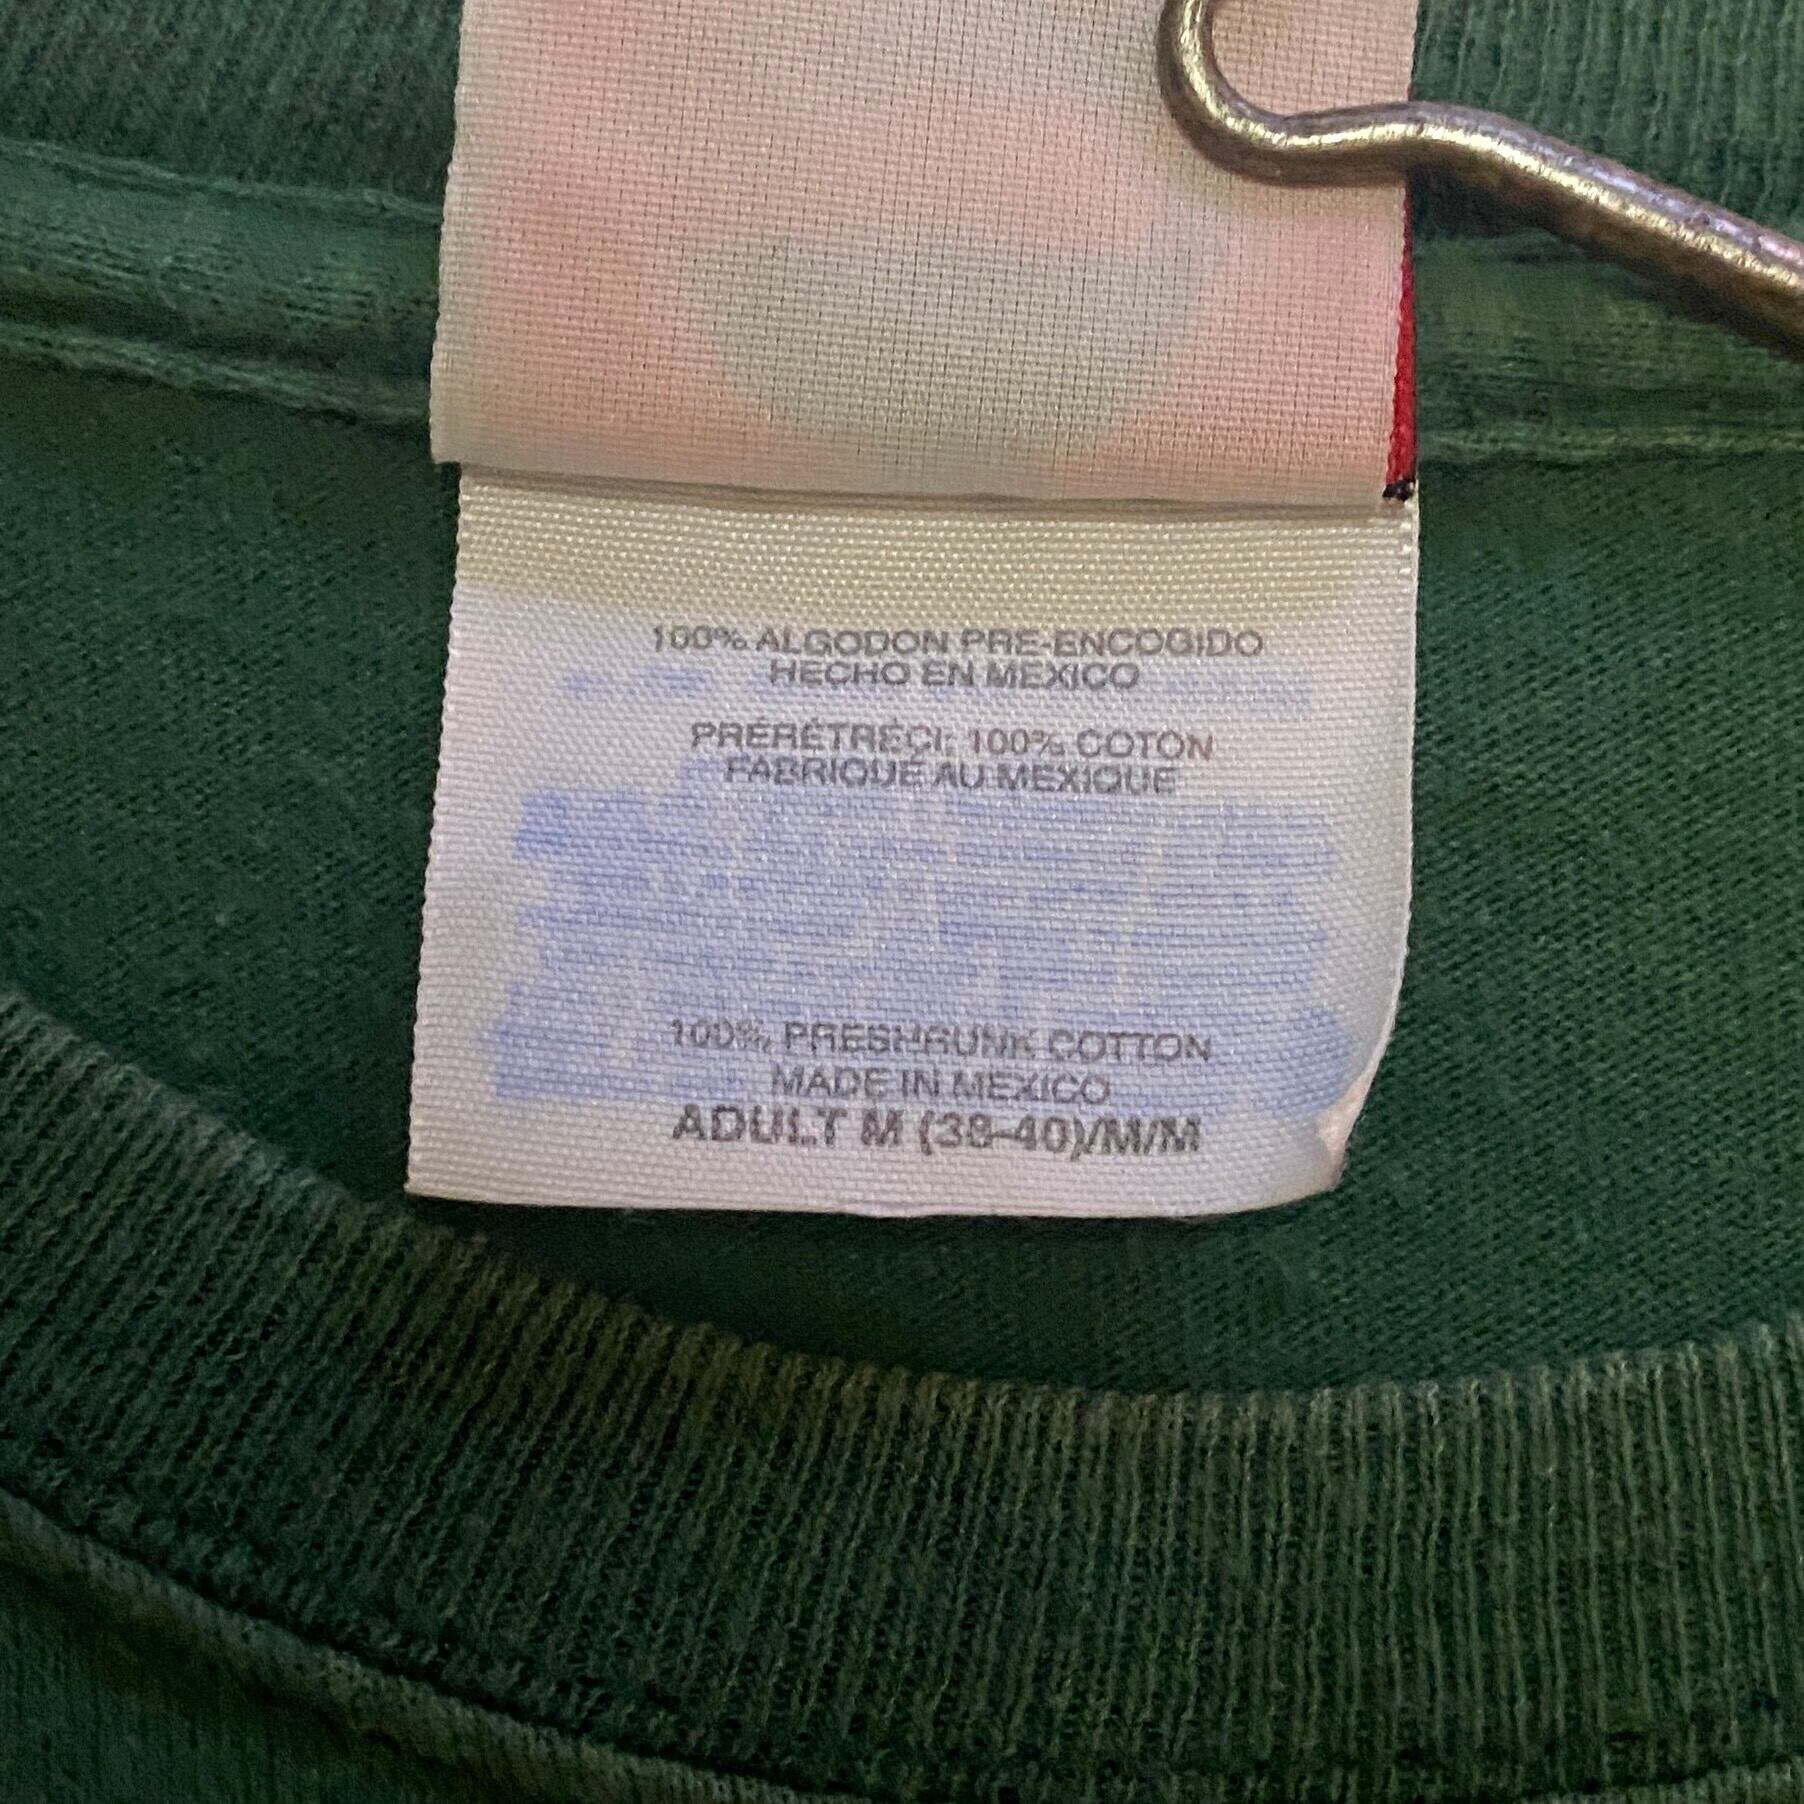 100% ALGODON PRE-ENCOGIDO
HECHO EN MEXICO
PRÉRÉTRÉCI: 100% COTON
FABRIQUÉ AU MEXIQUE
100% PRESHRUNK COTTON
MADE IN MEXICO
ADULT M (38-40)/M/M